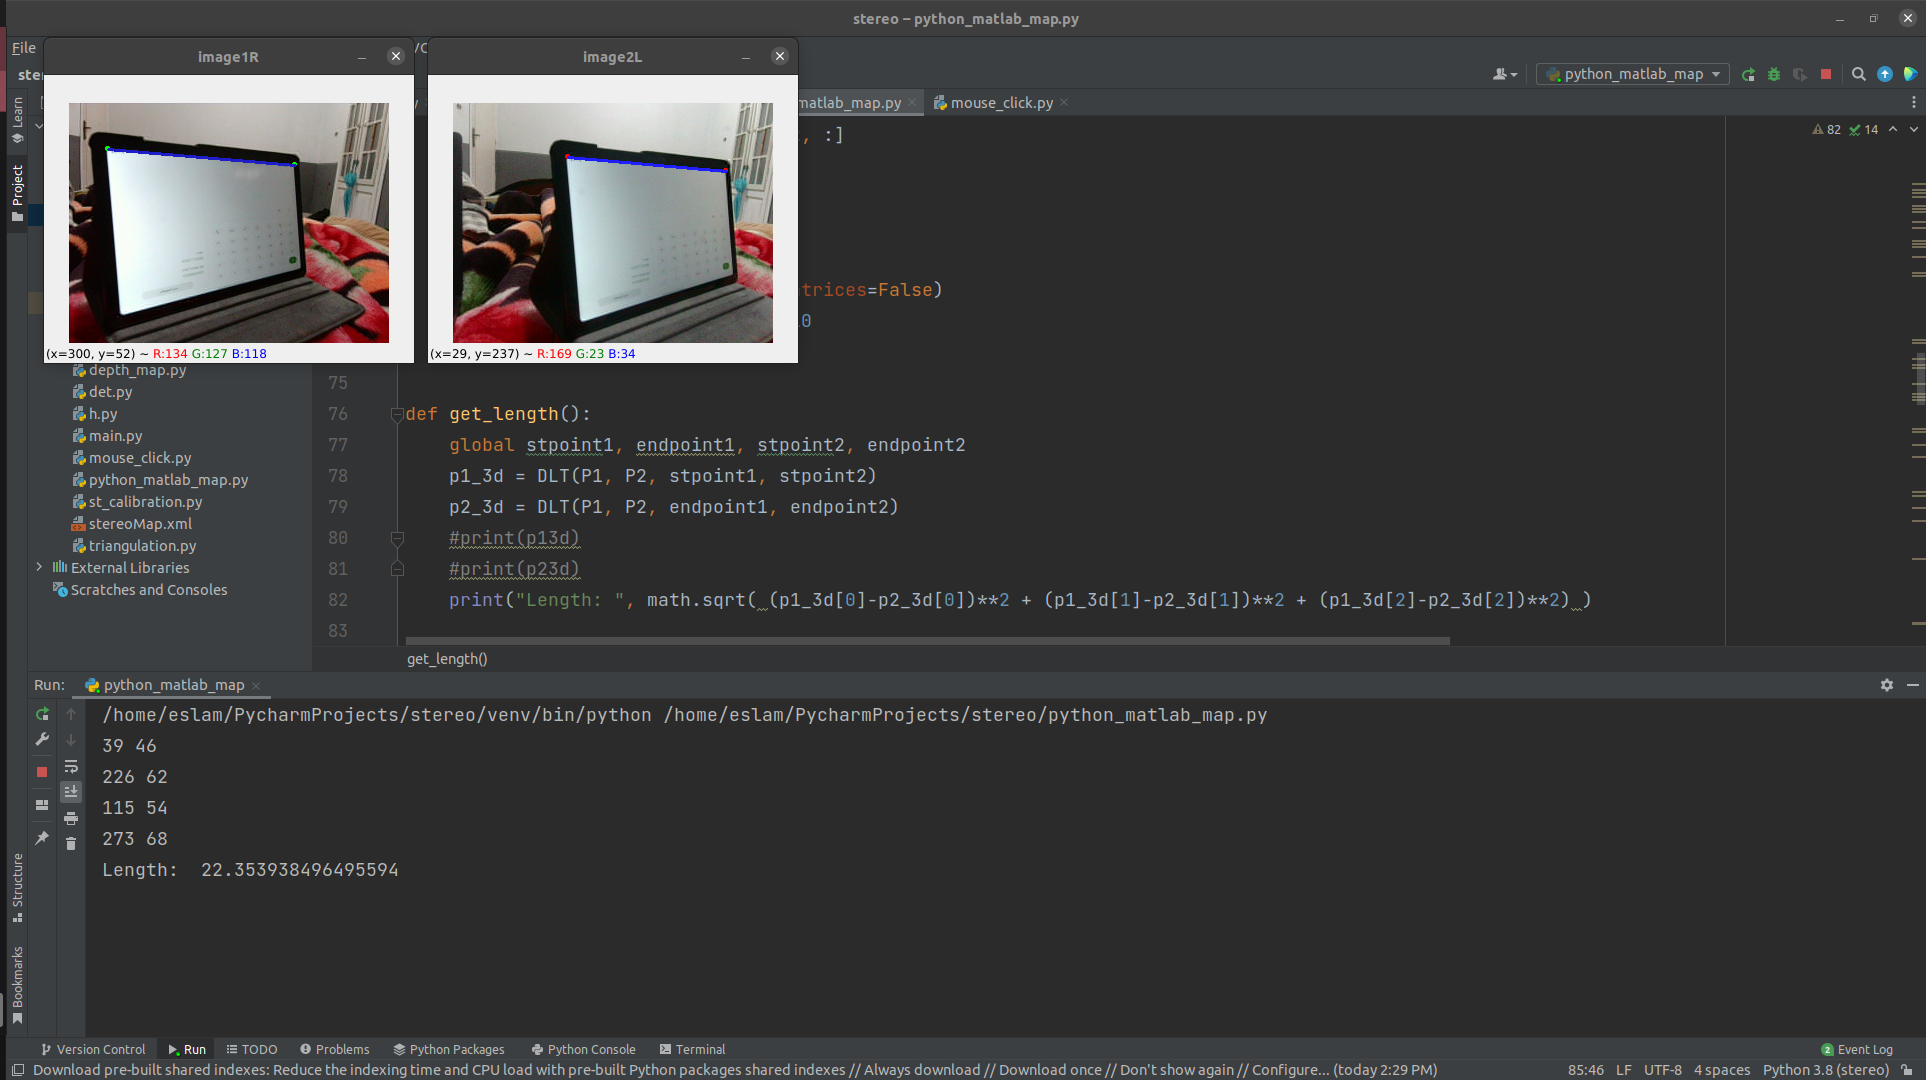 stereo – python_matlab_map.py
File
image1R
image2L
python_matlab_map
matlab_map.py
mouse_click.py
Learn
Project
82 14
, :]
trices=False)
(x=300, y=52) ~ R:134 G:127 B:118
(x=29, y=237) ~ R:169 G:23 B:34
depth_map.py
det.py
h.py
main.py
mouse_click.py
python_matlab_map.py
st_calibration.py
stereoMap.xml
triangulation.py
External Libraries
Scratches and Consoles
75
76 def get_length():
77 global stpoint1, endpoint1, stpoint2, endpoint2
78 p1_3d = DLT(P1, P2, stpoint1, stpoint2)
79 p2_3d = DLT(P1, P2, endpoint1, endpoint2)
80 #print(p13d)
81 #print(p23d)
82 print("Length: ", math.sqrt( (p1_3d[0]-p2_3d[0])**2 + (p1_3d[1]-p2_3d[1])**2 + (p1_3d[2]-p2_3d[2])**2) )
83
get_length()
Run: python_matlab_map
/home/eslam/PycharmProjects/stereo/venv/bin/python /home/eslam/PycharmProjects/stereo/python_matlab_map.py
39 46
226 62
115 54
273 68
Length:  22.353938496495594
Structure
Bookmarks
Version Control Run TODO Problems Python Packages Python Console Terminal 2 Event Log
Download pre-built shared indexes: Reduce the indexing time and CPU load with pre-built Python packages shared indexes // Always download // Download once // Don't show again // Configure... (today 2:29 PM) 85:46 LF UTF-8 4 spaces Python 3.8 (stereo)